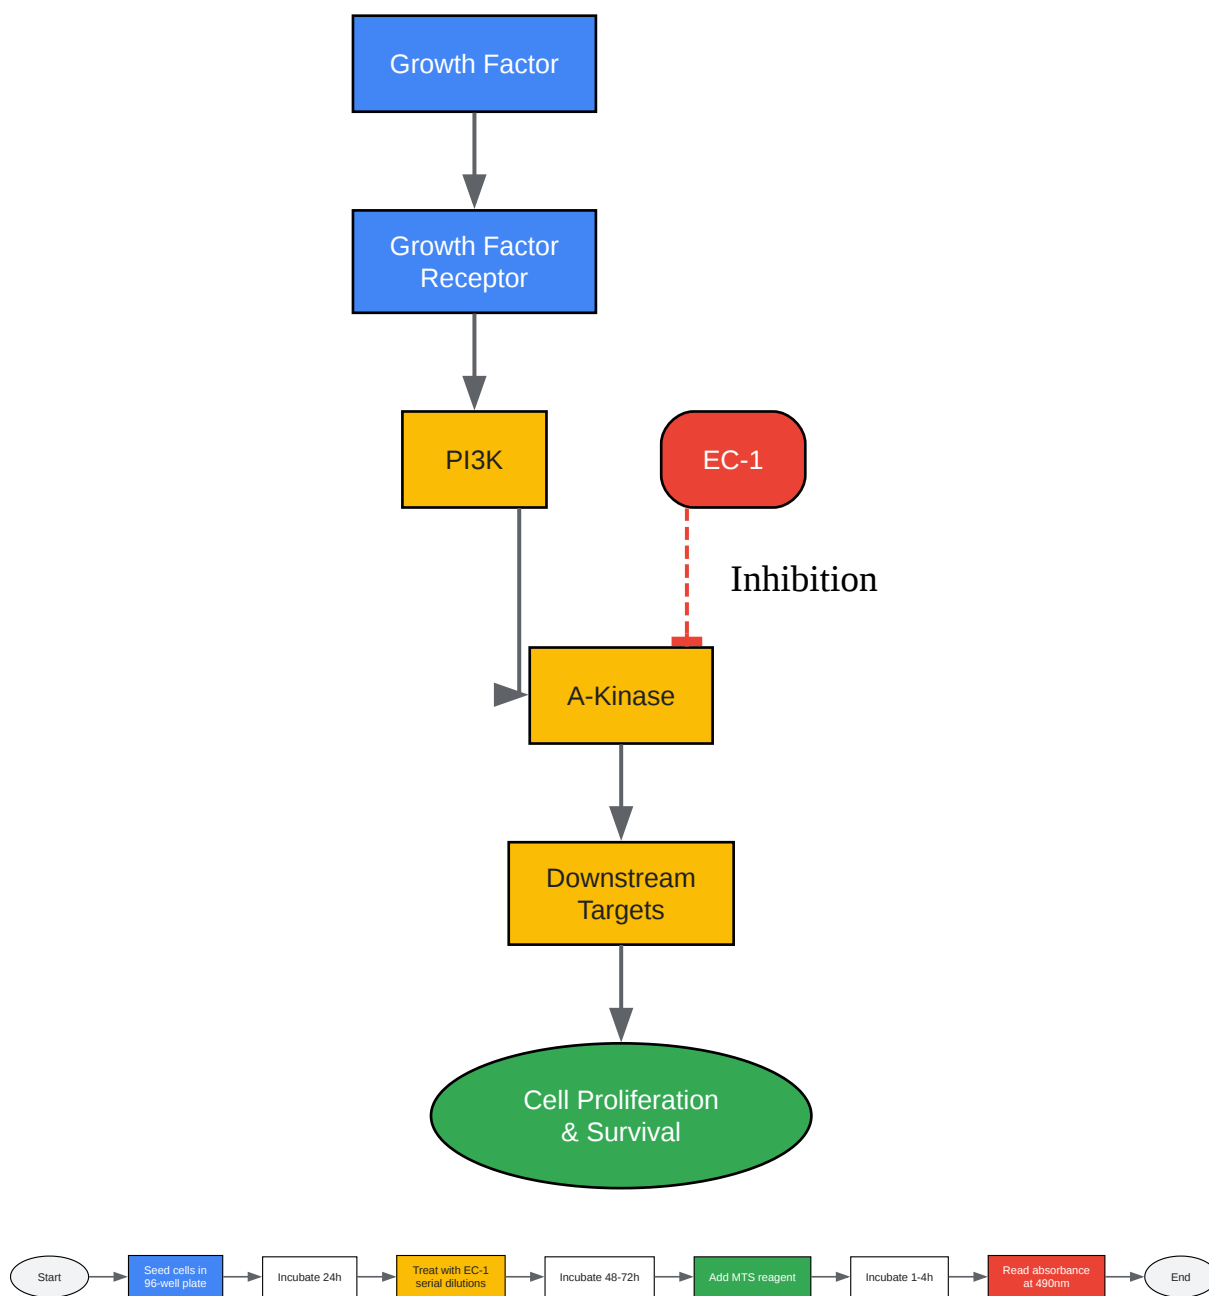 Growth Factor
Growth Factor
Receptor
PI3K
EC-1
Inhibition
A-Kinase
Downstream
Targets
Cell Proliferation
& Survival
Start
Seed cells in
96-well plate
Incubate 24h
Treat with EC-1
serial dilutions
Incubate 48-72h
Add MTS reagent
Incubate 1-4h
Read absorbance
at 490nm
End